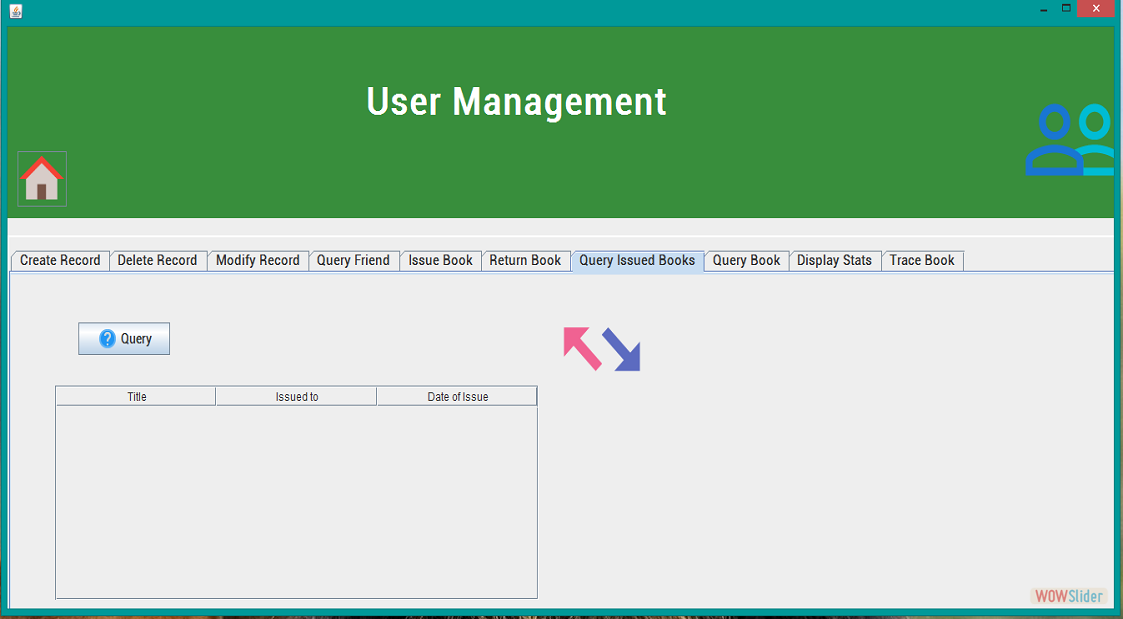 User Management
Create Record Delete Record Modify Record Query Friend Issue Book Return Book Query Issued Books Query Book Display Stats Trace Book
? Query
Title Issued to Date of Issue
WOWSlider